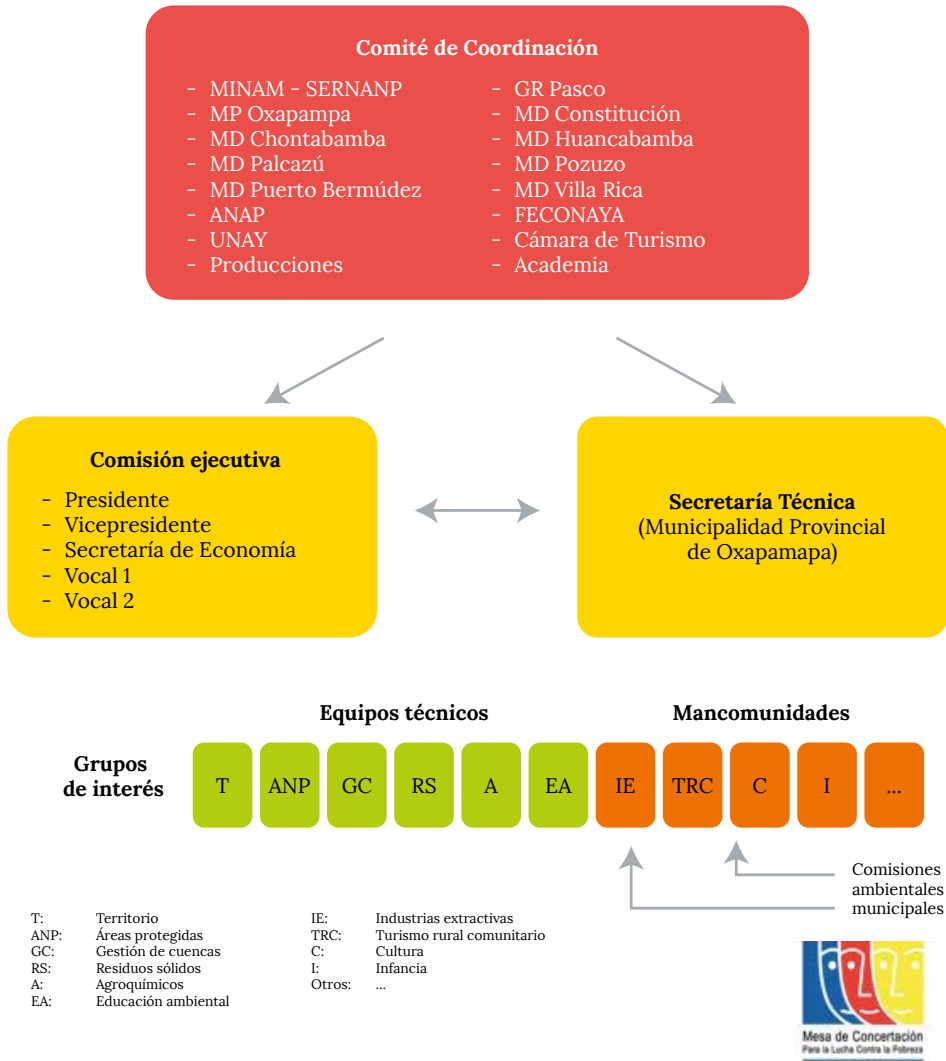 Comité de Coordinación
- MINAM - SERNANP
- MP Oxapampa
- MD Chontabamba
- MD Palcazú
- MD Puerto Bermúdez
- ANAP
- UNAY
- Producciones
- GR Pasco
- MD Constitución
- MD Huancabamba
- MD Pozuzo
- MD Villa Rica
- FECONAYA
- Cámara de Turismo
- Academia
Comisión ejecutiva
- Presidente
- Vicepresidente
- Secretaría de Economía
- Vocal 1
- Vocal 2
Secretaría Técnica
(Municipalidad Provincial
de Oxapamapa)
Equipos técnicos
Mancomunidades
Grupos
de interés
T ANP GC RS A EA IE TRC C I ...
Comisiones
ambientales
municipales
T: Territorio
ANP: Áreas protegidas
GC: Gestión de cuencas
RS: Residuos sólidos
A: Agroquímicos
EA: Educación ambiental
IE: Industrias extractivas
TRC: Turismo rural comunitario
C: Cultura
I: Infancia
Otros: ...
Mesa de Concertación
Para la Lucha Contra la Pobreza